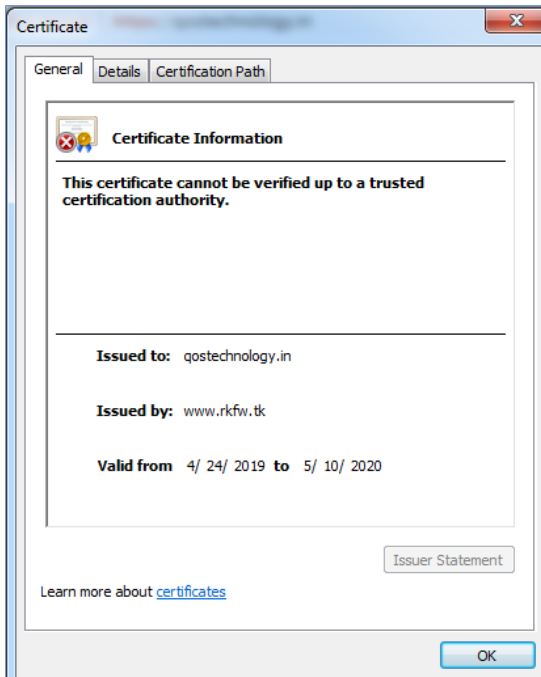 Certificate
General Details Certification Path
Certificate Information
This certificate cannot be verified up to a trusted
certification authority.
Issued to: qostechnology.in
Issued by: www.rkfw.tk
Valid from 4/ 24/ 2019 to 5/ 10/ 2020
Issuer Statement
Learn more about certificates
OK